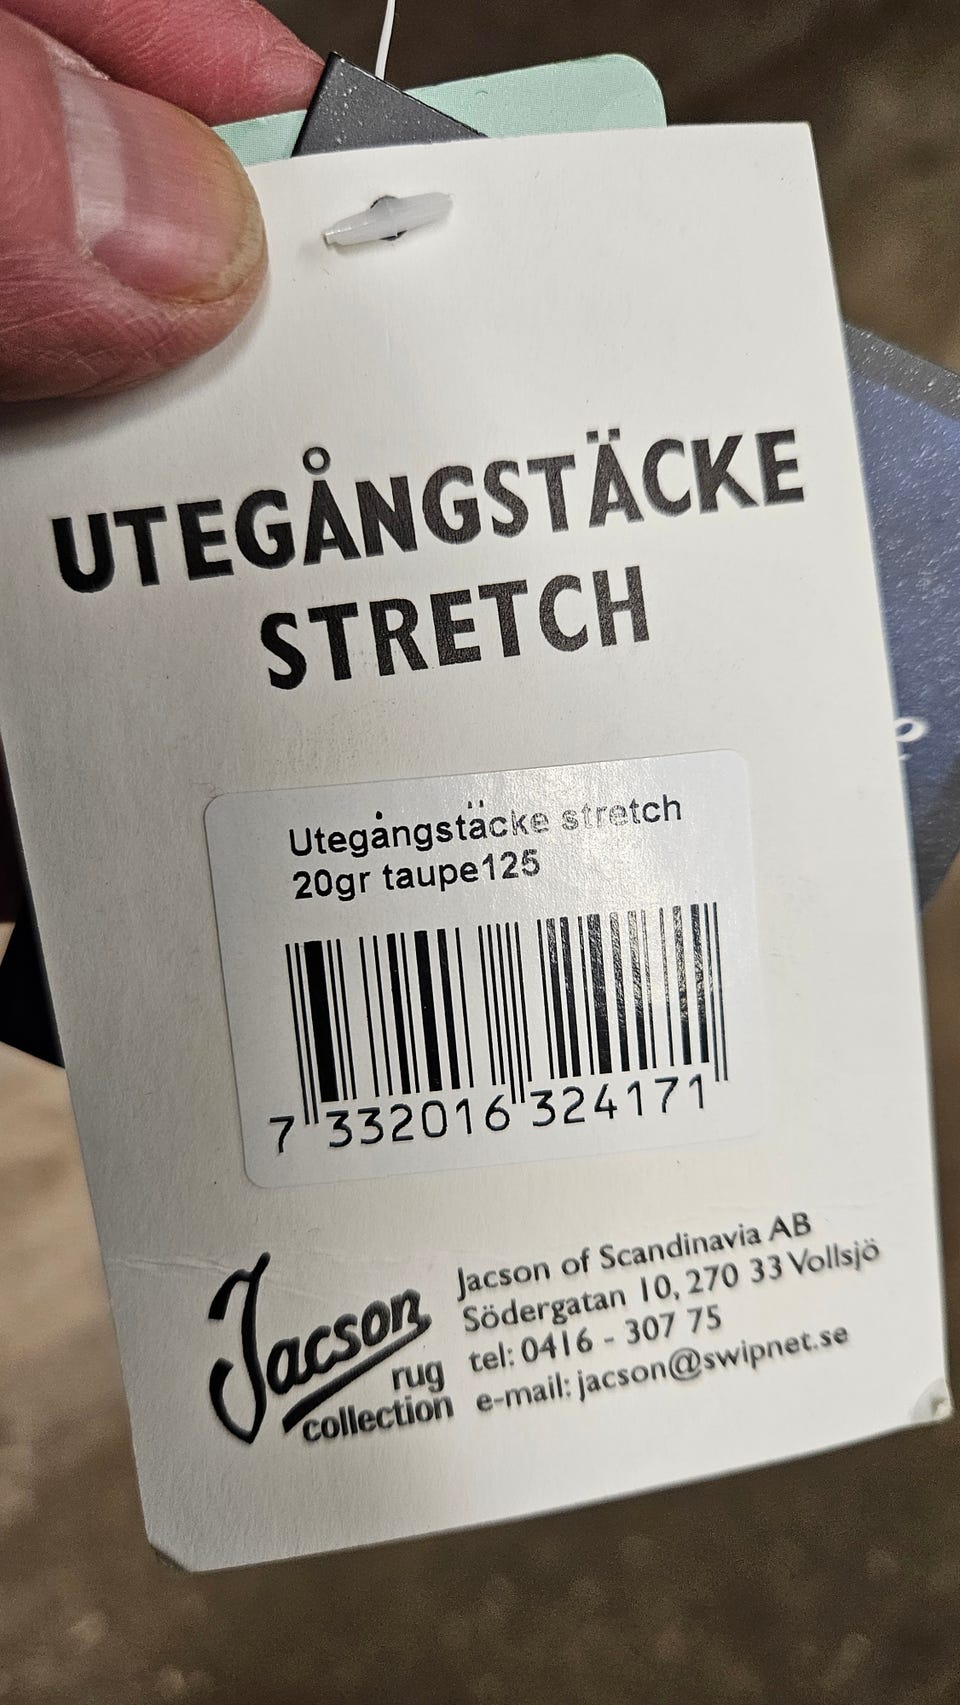 UTEGÅNGSTÄCKE
STRETCH
Utegångstäcke stretch
20gr taupe125
7 332016 324171
Jacson
rug
collection
Jacson of Scandinavia AB
Södergatan 10, 270 33 Vollsjö
tel: 0416 - 307 75
e-mail: jacson@swipnet.se